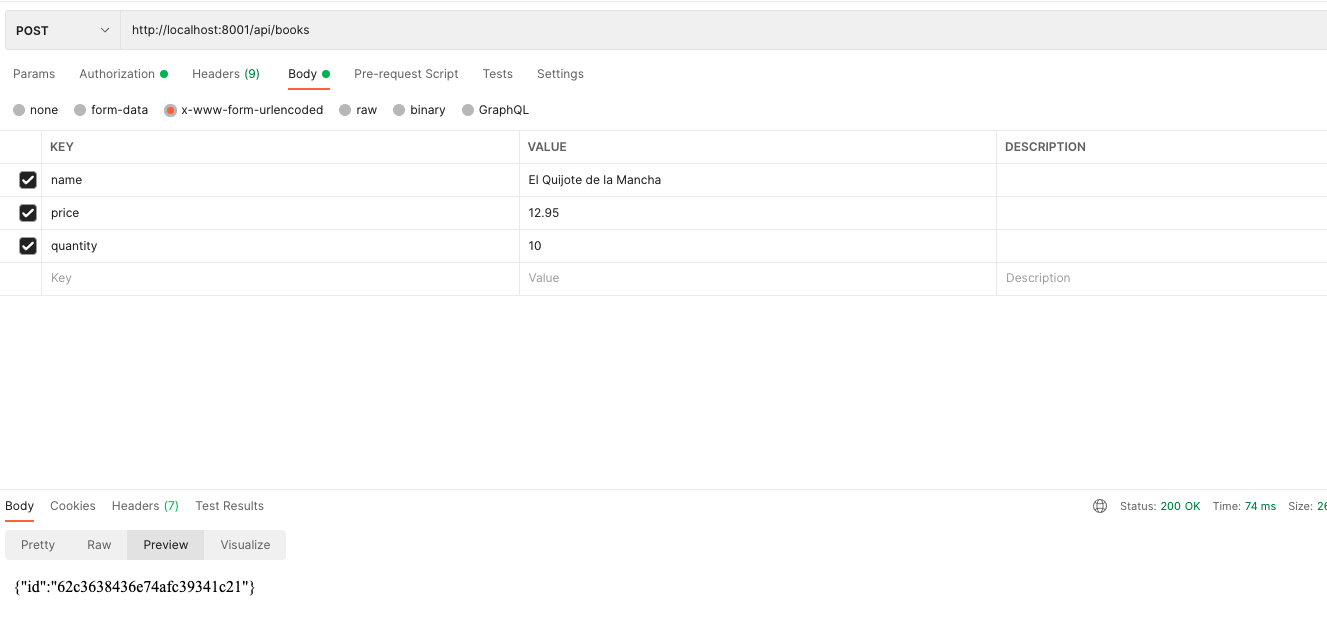 POST http://localhost:8001/api/books
Params Authorization Headers (9) Body Pre-request Script Tests Settings
none form-data x-www-form-urlencoded raw binary GraphQL
KEY VALUE DESCRIPTION
name El Quijote de la Mancha
price 12.95
quantity 10
Key Value Description
Body Cookies Headers (7) Test Results Status: 200 OK Time: 74 ms Size:
Pretty Raw Preview Visualize
{"id":"62c3638436e74afc39341c21"}